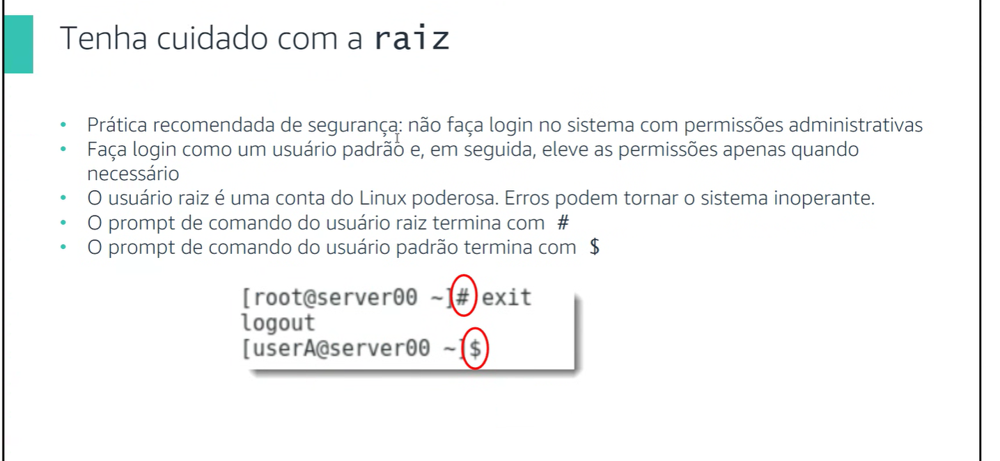 Tenha cuidado com a raiz
• Prática recomendada de segurança: não faça login no sistema com permissões administrativas
• Faça login como um usuário padrão e, em seguida, eleve as permissões apenas quando
necessário
• O usuário raiz é uma conta do Linux poderosa. Erros podem tornar o sistema inoperante.
• O prompt de comando do usuário raiz termina com #
• O prompt de comando do usuário padrão termina com $
[root@server00 ~]# exit
logout
[userA@server00 ~]$